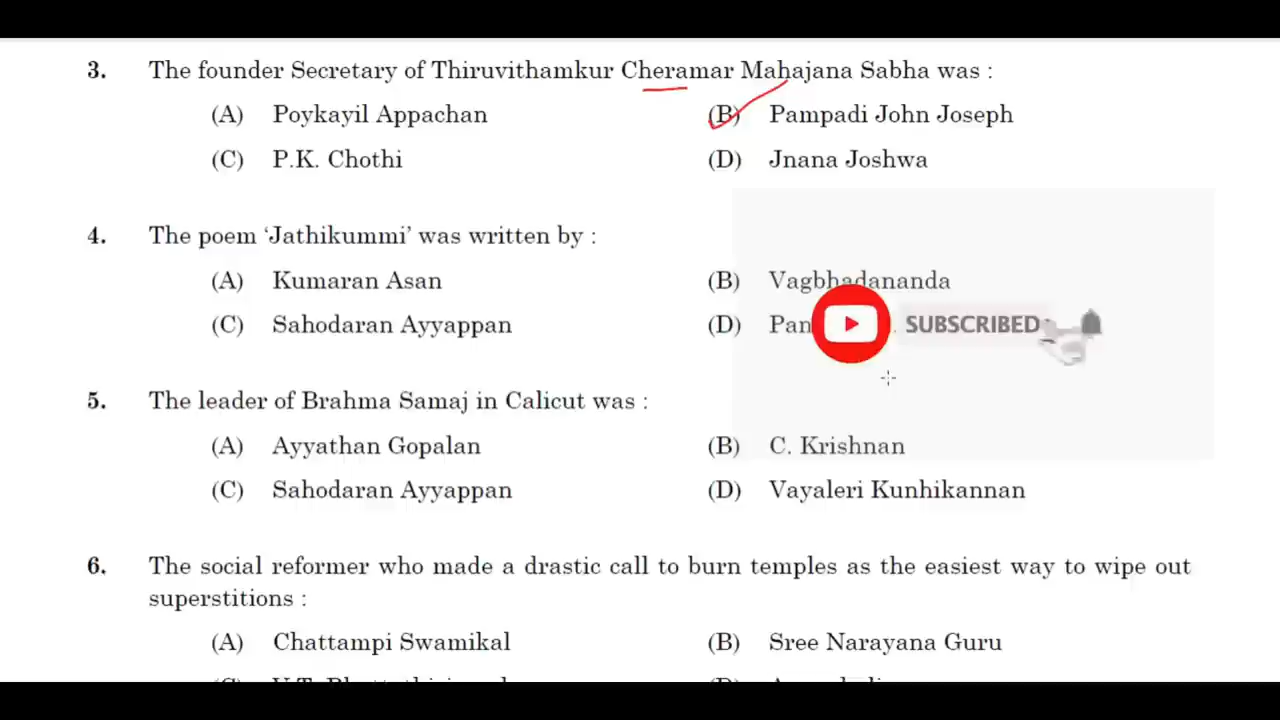 3. The founder Secretary of Thiruvithamkur Cheramar Mahajana Sabha was :
(A) Poykayil Appachan (B) Pampadi John Joseph
(C) P.K. Chothi (D) Jnana Joshwa
4. The poem ‘Jathikummi’ was written by :
(A) Kumaran Asan (B) Vagbhadananda
(C) Sahodaran Ayyappan (D)
SUBSCRIBED
5. The leader of Brahma Samaj in Calicut was :
(A) Ayyathan Gopalan (B) C. Krishnan
(C) Sahodaran Ayyappan (D) Vayaleri Kunhikannan
6. The social reformer who made a drastic call to burn temples as the easiest way to wipe out
superstitions :
(A) Chattampi Swamikal (B) Sree Narayana Guru